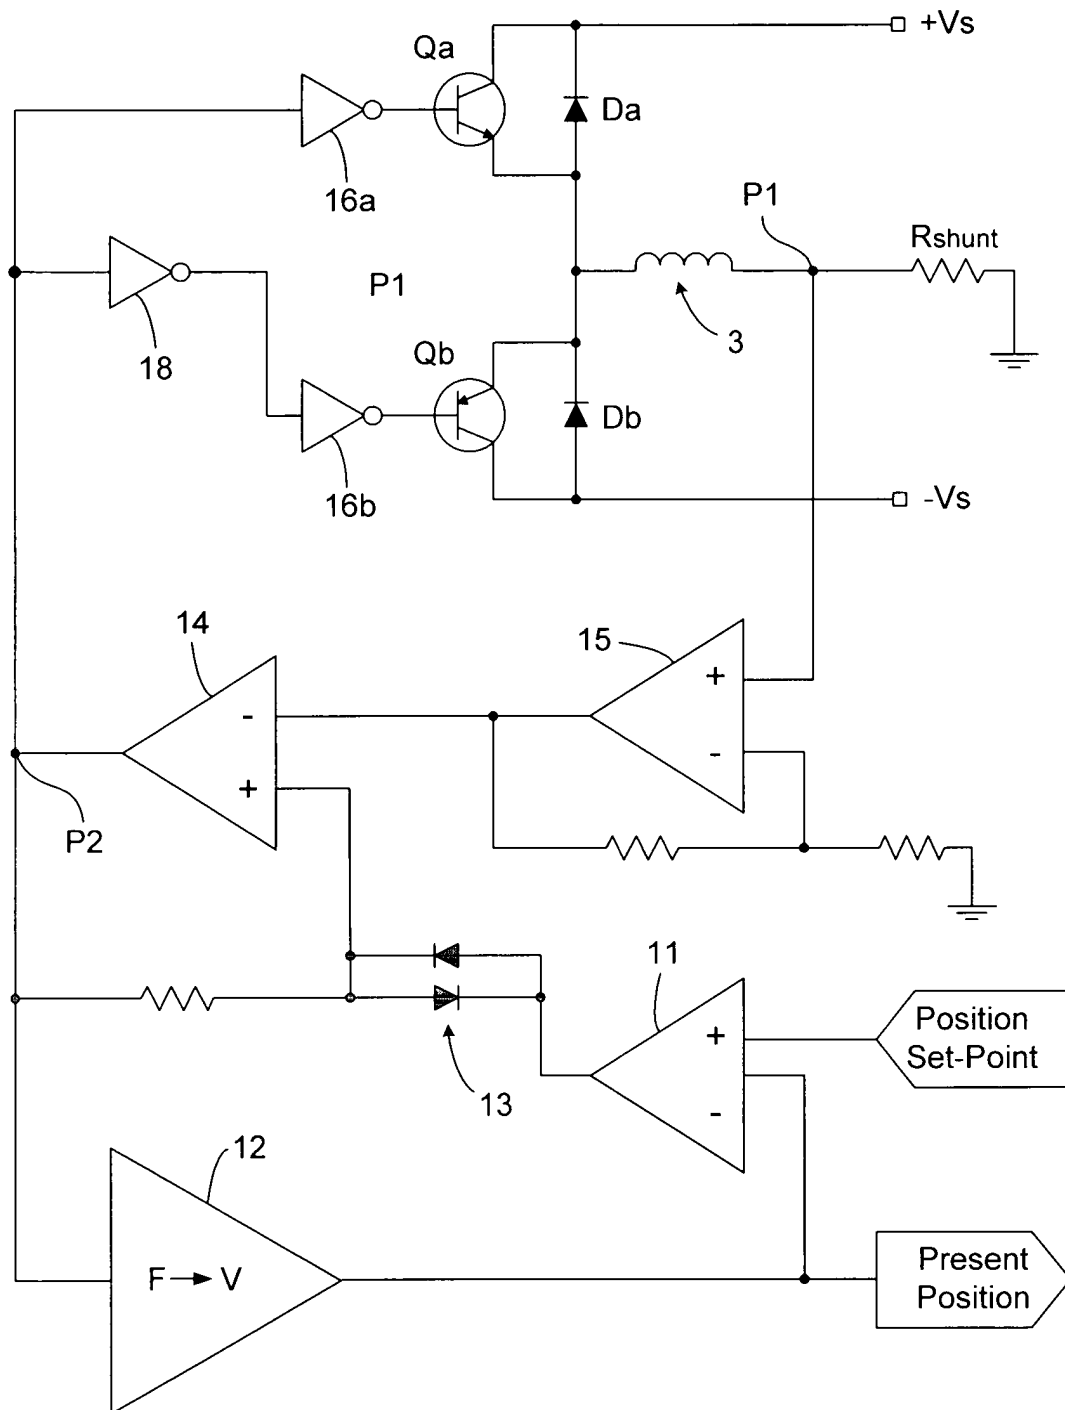 +Vs
Qa
Da
16a
P1
Rshunt
P1
18
3
Qb
Db
16b
-Vs
14
15
+
-
-
+
P2
11
Position
Set-Point
+
-
13
12
F → V
Present
Position